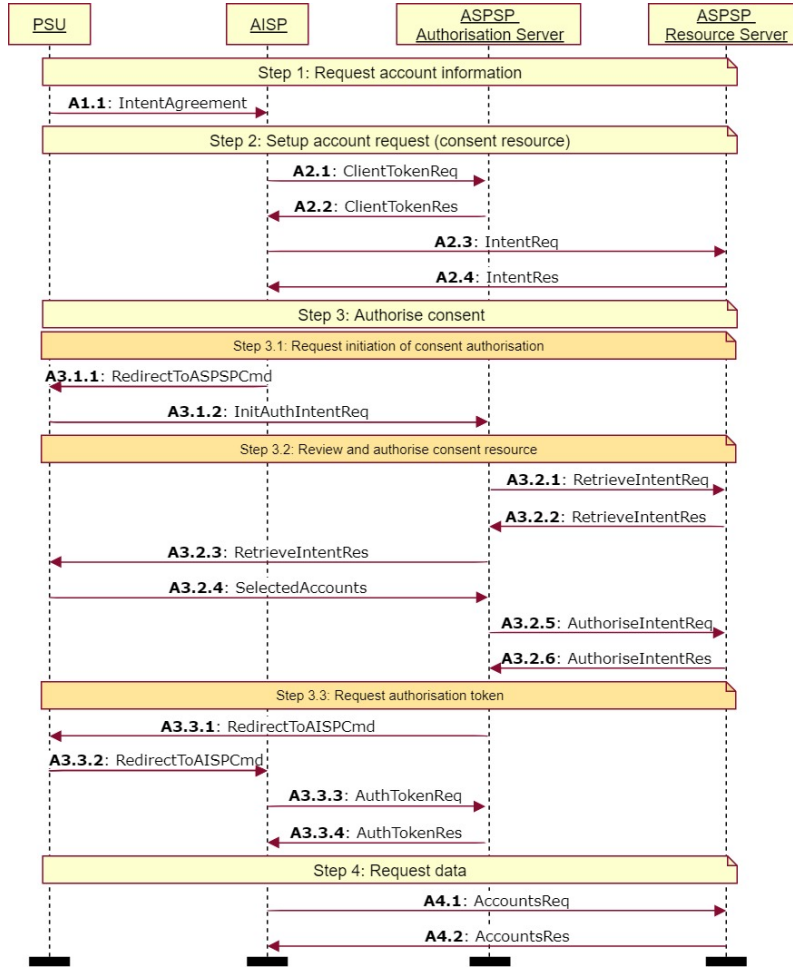 PSU
AISP
ASPSP
Authorisation Server
ASPSP
Resource Server
Step 1: Request account information
A1.1: IntentAgreement
Step 2: Setup account request (consent resource)
A2.1: ClientTokenReq
A2.2: ClientTokenRes
A2.3: IntentReq
A2.4: IntentRes
Step 3: Authorise consent
Step 3.1: Request initiation of consent authorisation
A3.1.1: RedirectToASPSPCmd
A3.1.2: InitAuthIntentReq
Step 3.2: Review and authorise consent resource
A3.2.1: RetrieveIntentReq
A3.2.2: RetrieveIntentRes
A3.2.3: RetrieveIntentRes
A3.2.4: SelectedAccounts
A3.2.5: AuthoriseIntentReq
A3.2.6: AuthoriseIntentRes
Step 3.3: Request authorisation token
A3.3.1: RedirectToAISPCmd
A3.3.2: RedirectToAISPCmd
A3.3.3: AuthTokenReq
A3.3.4: AuthTokenRes
Step 4: Request data
A4.1: AccountsReq
A4.2: AccountsRes